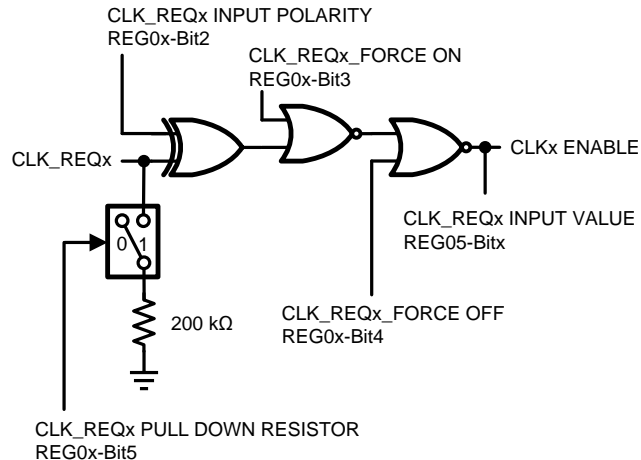 CLK_REQx INPUT POLARITY
REG0x-Bit2
CLK_REQx_FORCE ON
REG0x-Bit3
CLK_REQx
CLKx ENABLE
CLK_REQx INPUT VALUE
REG05-Bitx
0 1
200 kΩ
CLK_REQx_FORCE OFF
REG0x-Bit4
CLK_REQx PULL DOWN RESISTOR
REG0x-Bit5